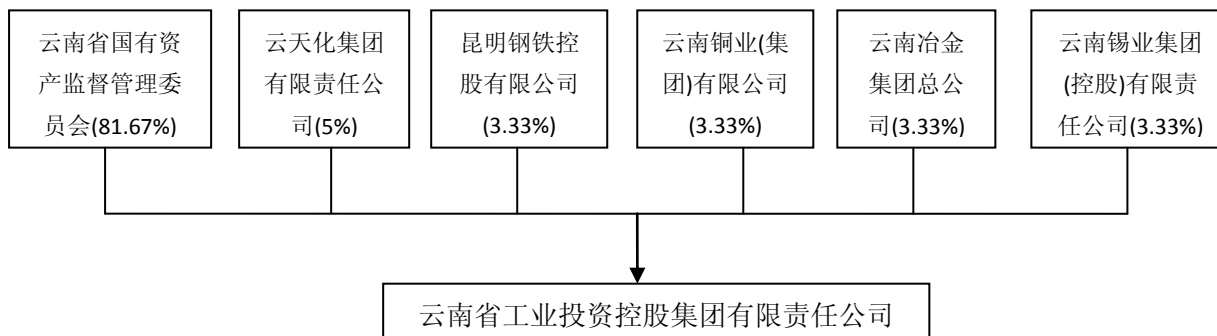 云南省国有资
产监督管理委
员会(81.67%)
云天化集团
有限责任公
司(5%)
昆明钢铁控
股有限公司
(3.33%)
云南铜业(集
团)有限公司
(3.33%)
云南冶金
集团总公
司(3.33%)
云南锡业集团
(控股)有限责
任公司(3.33%)
云南省工业投资控股集团有限责任公司